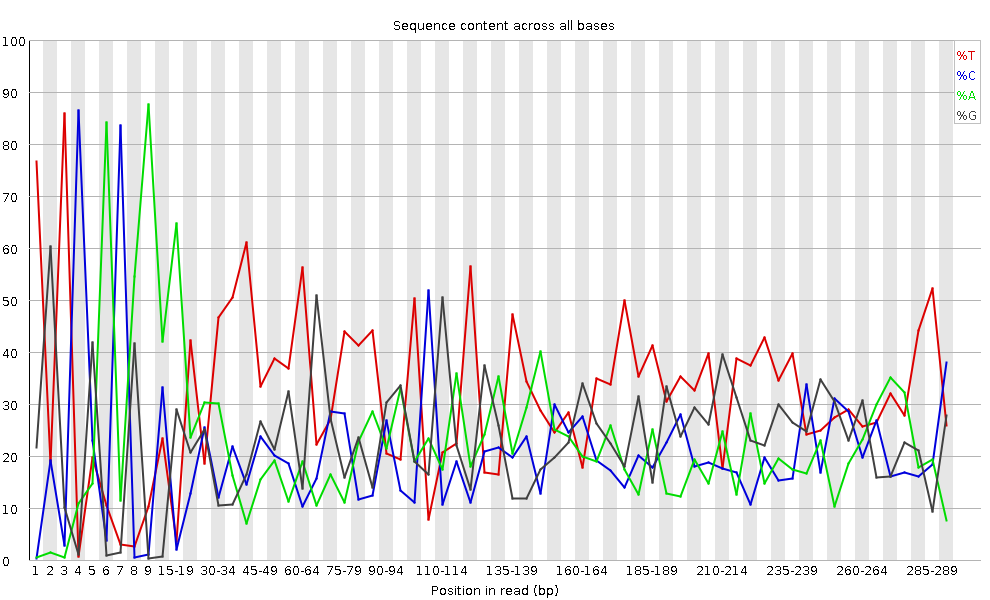 Sequence content across all bases
100
90
80
70
60
50
40
30
20
10
0
%T
%C
%A
%G
1 2 3 4 5 6 7 8 9 15-19 30-34 45-49 60-64 75-79 90-94 110-114 135-139 160-164 185-189 210-214 235-239 260-264 285-289
Position in read (bp)